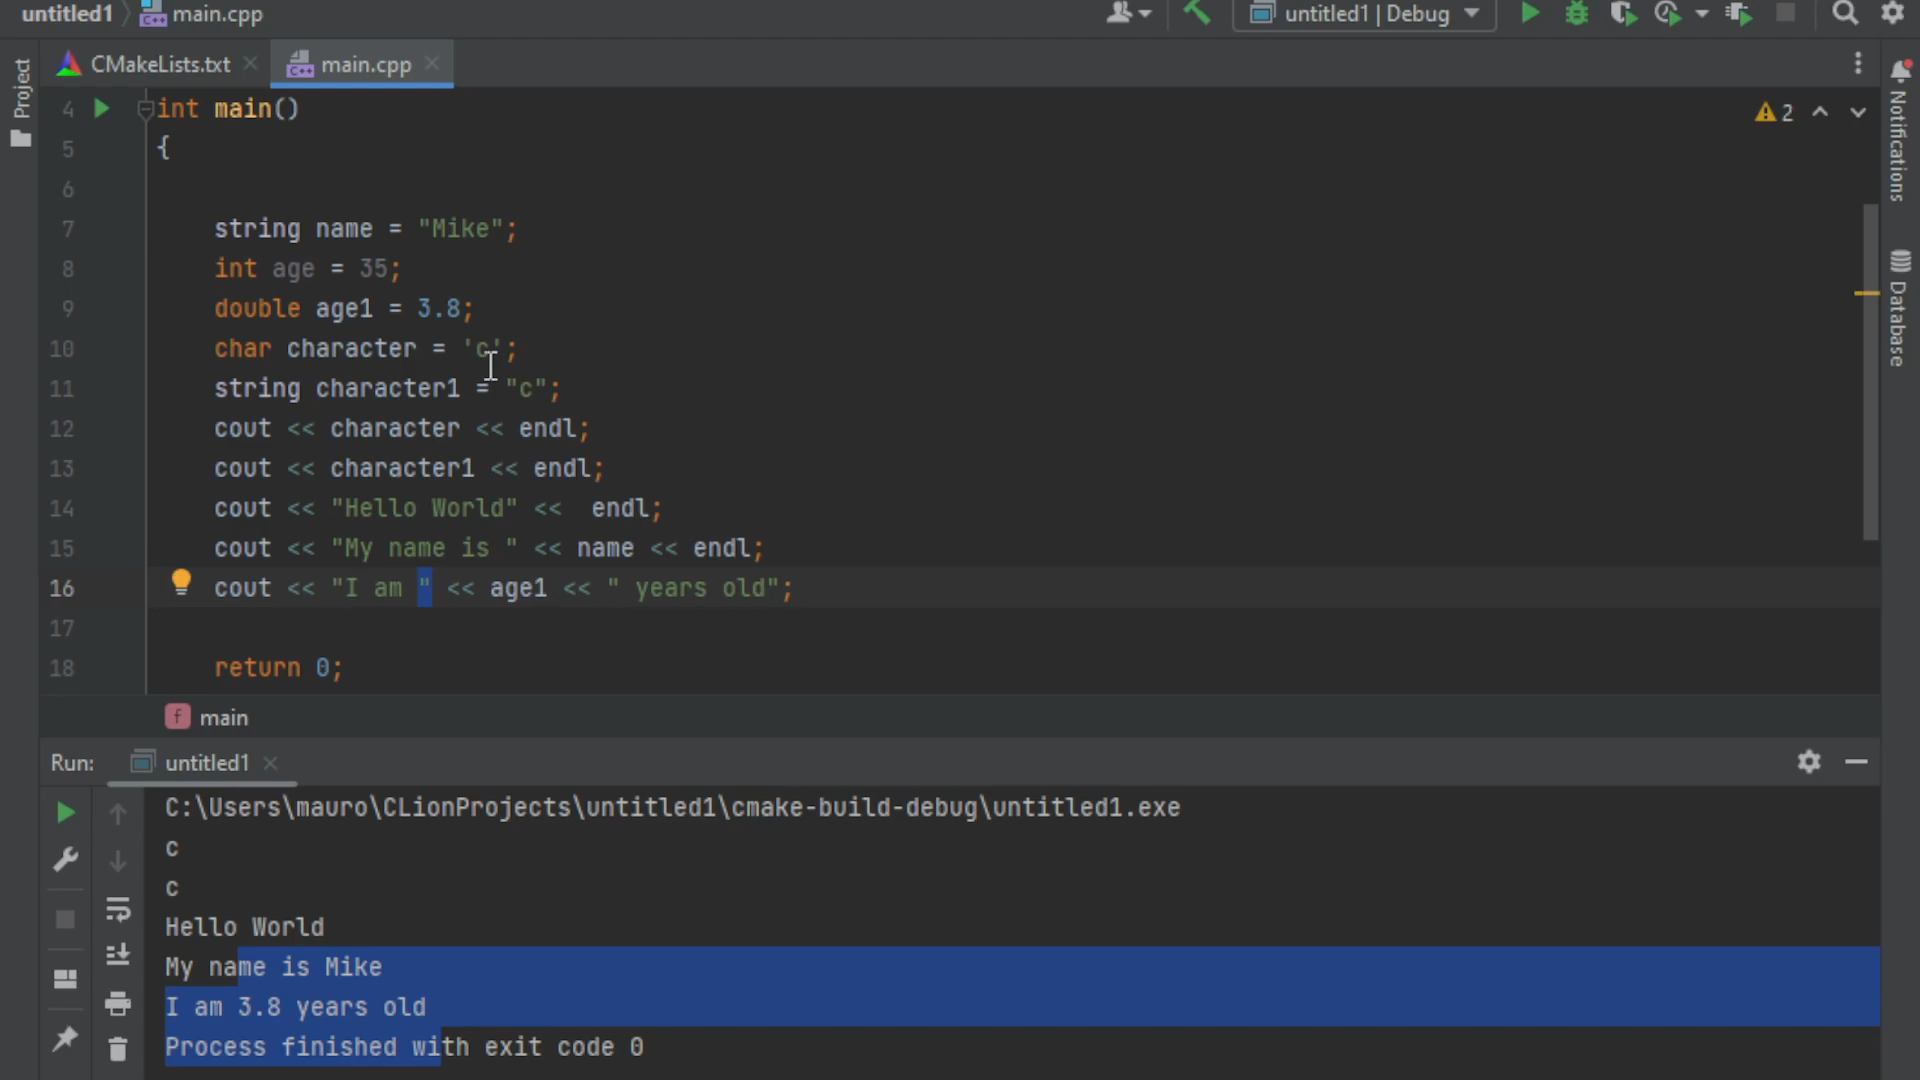 untitled1 main.cpp untitled1 | Debug
CMakeLists.txt main.cpp
Project
Notifications
Database
2
4 int main()
5 {
6
7 string name = "Mike";
8 int age = 35;
9 double age1 = 3.8;
10 char character = 'c';
11 string character1 = "c";
12 cout << character << endl;
13 cout << character1 << endl;
14 cout << "Hello World" <<  endl;
15 cout << "My name is " << name << endl;
16 cout << "I am " << age1 << " years old";
17
18 return 0;
f main
Run: untitled1
C:\Users\mauro\CLionProjects\untitled1\cmake-build-debug\untitled1.exe
c
c
Hello World
My name is Mike
I am 3.8 years old
Process finished with exit code 0